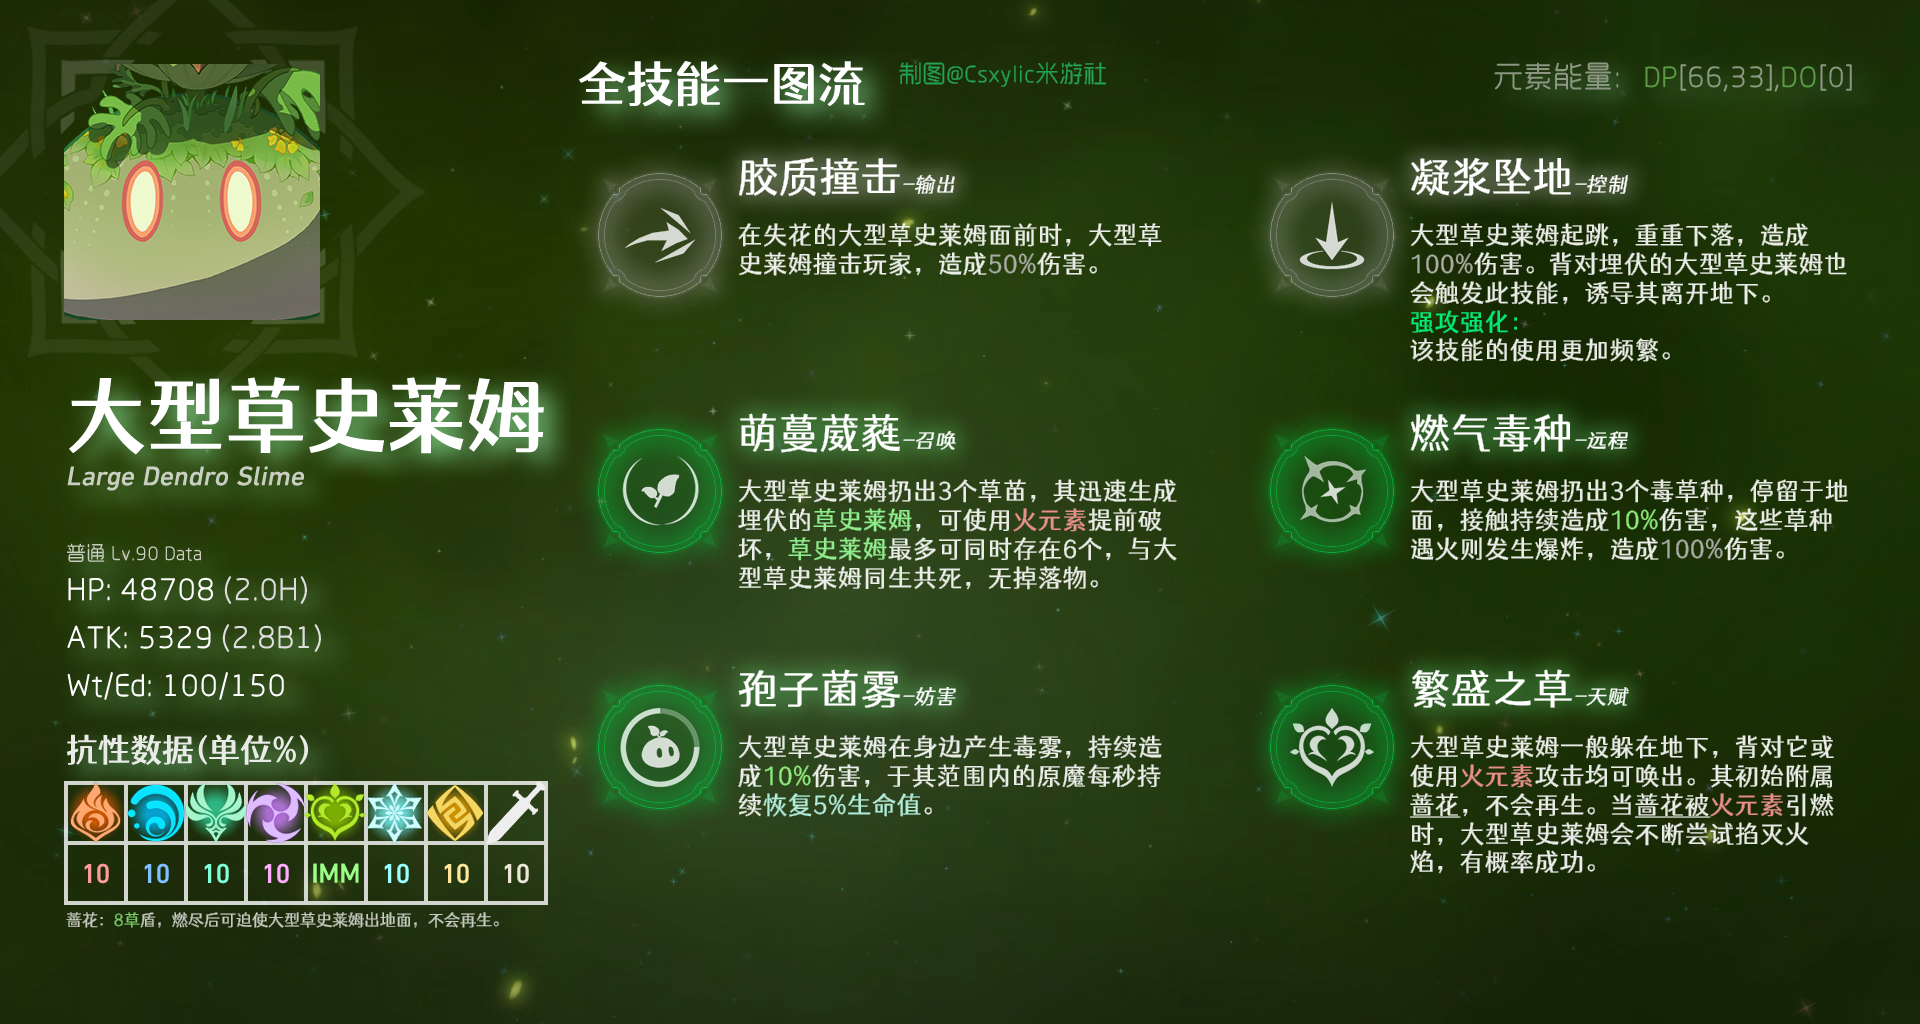 全技能一图流
制图@Csxylic米游社
元素能量: DP[66,33],DO[0]
大型草史莱姆
Large Dendro Slime
普通 Lv.90 Data
HP: 48708 (2.0H)
ATK: 5329 (2.8B1)
Wt/Ed: 100/150
抗性数据(单位%)
10 10 10 10 IMM 10 10 10
蔷花：8草盾，燃尽后可迫使大型草史莱姆出地面，不会再生。
胶质撞击-输出
在失花的大型草史莱姆面前时，大型草
史莱姆撞击玩家，造成50%伤害。
凝浆坠地-控制
大型草史莱姆起跳，重重下落，造成
100%伤害。背对埋伏的大型草史莱姆也
会触发此技能，诱导其离开地下。
强攻强化：
该技能的使用更加频繁。
萌蔓葳蕤-召唤
大型草史莱姆扔出3个草苗，其迅速生成
埋伏的草史莱姆，可使用火元素提前破
坏，草史莱姆最多可同时存在6个，与大
型草史莱姆同生共死，无掉落物。
燃气毒种-远程
大型草史莱姆扔出3个毒草种，停留于地
面，接触持续造成10%伤害，这些草种
遇火则发生爆炸，造成100%伤害。
孢子菌雾-妨害
大型草史莱姆在身边产生毒雾，持续造
成10%伤害，于其范围内的原魔每秒持
续恢复5%生命值。
繁盛之草-天赋
大型草史莱姆一般躲在地下，背对它或
使用火元素攻击均可唤出。其初始附属
蔷花，不会再生。当蔷花被火元素引燃
时，大型草史莱姆会不断尝试掐灭火
焰，有概率成功。